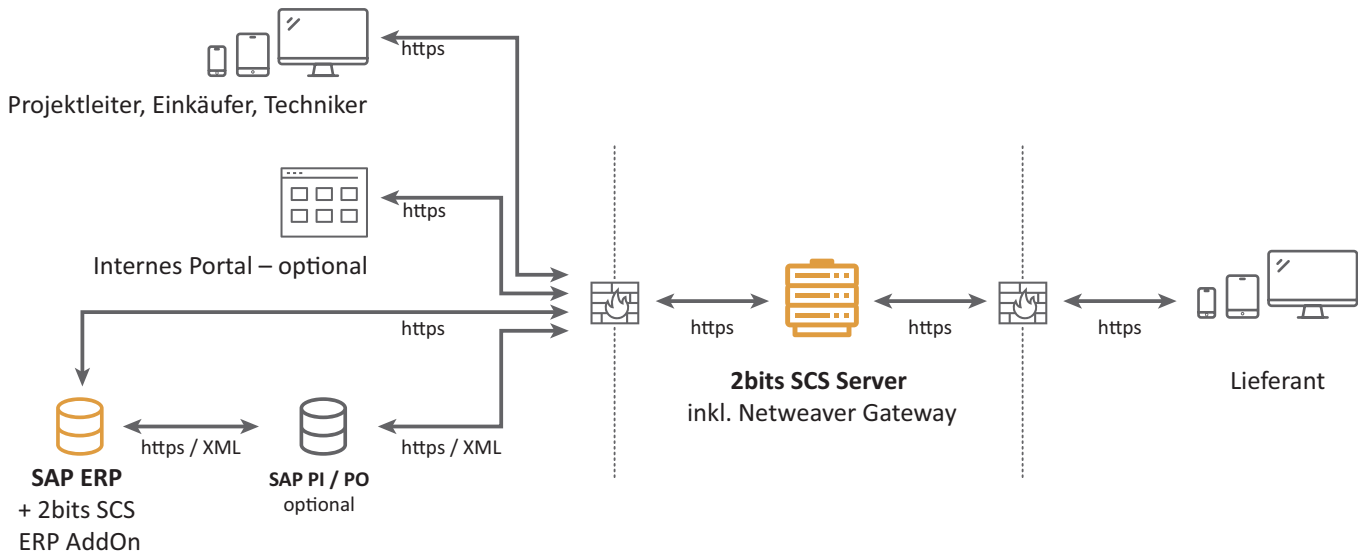 https
Projektleiter, Einkäufer, Techniker
https
Internes Portal – optional
https
https
https
https
2bits SCS Server
inkl. Netweaver Gateway
Lieferant
https / XML
https / XML
SAP ERP
+ 2bits SCS
ERP AddOn
SAP PI / PO
optional